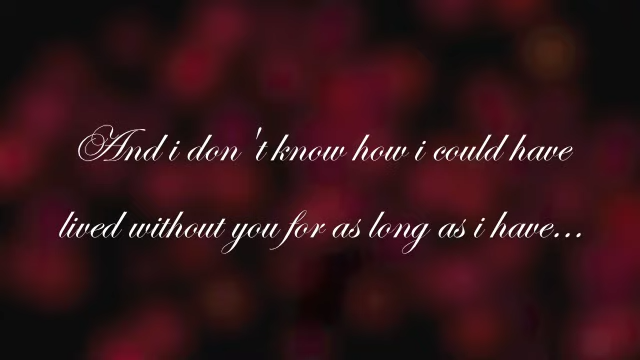 And i don't know how i could have
lived without you for as long as i have...